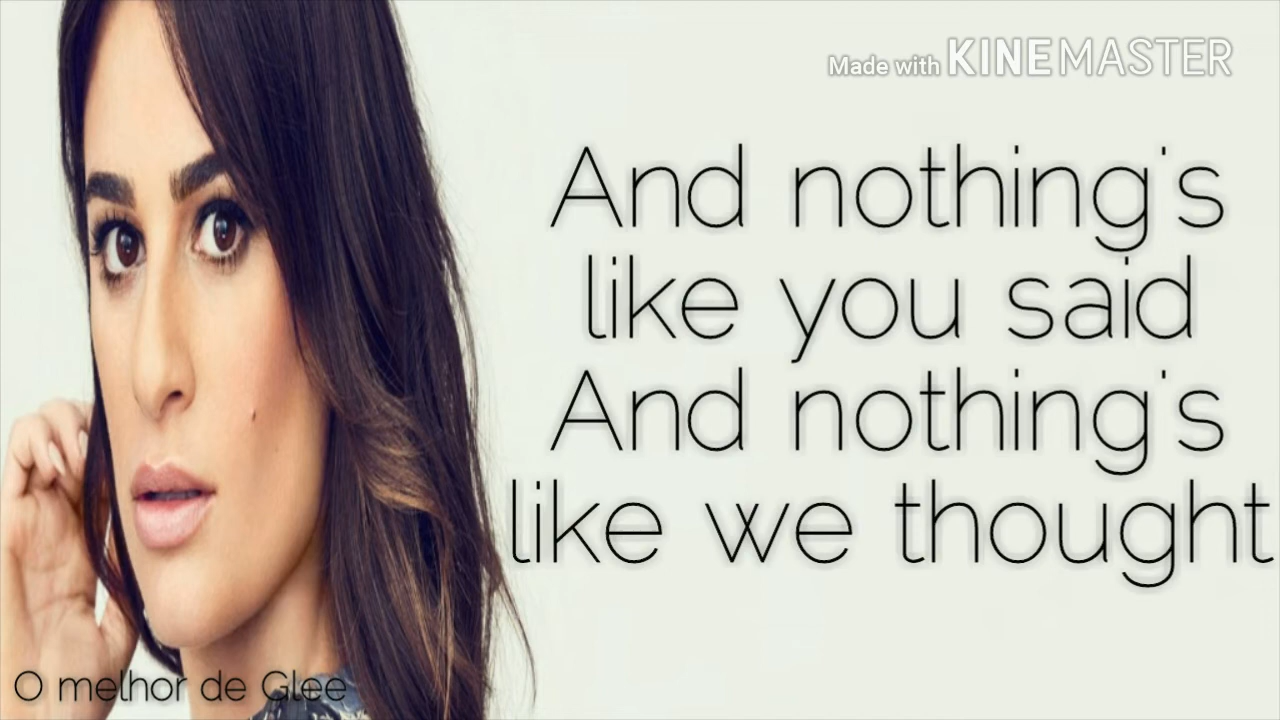 Made with KINEMASTER
And nothing's
like you said
And nothing's
like we thought
O melhor de Glee